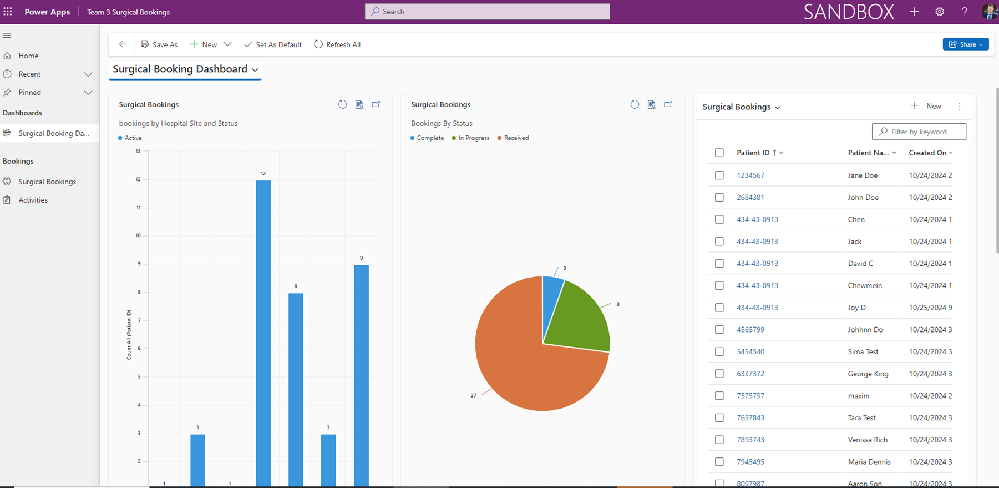 Power Apps
Team 3 Surgical Bookings
Search
SANDBOX
Home
Recent
Pinned
Dashboards
Surgical Booking Da...
Bookings
Surgical Bookings
Activities
Save As
New
Set As Default
Refresh All
Share
Surgical Booking Dashboard
Surgical Bookings
bookings by Hospital Site and Status
Active
13
12
11
10
9
8
7
6
5
4
3
2
Count:All (Patient ID)
1
3
1
12
8
3
9
Surgical Bookings
Bookings By Status
Complete In Progress Received
2
8
27
Surgical Bookings
New
Filter by keyword
Patient ID ↑ Patient Na... Created On
1234567 Jane Doe 10/24/2024 2
2684381 John Doe 10/24/2024 2
434-43-0913 Chen 10/24/2024 1
434-43-0913 Jack 10/24/2024 1
434-43-0913 David C 10/24/2024 1
434-43-0913 Chewmein 10/24/2024 1
434-43-0913 Joy D 10/25/2024 9
4565799 Johhnn Do 10/24/2024 3
5454540 Sima Test 10/24/2024 3
6337372 George King 10/24/2024 3
7575757 maxim 10/24/2024 2
7657843 Tara Test 10/24/2024 3
7893743 Venissa Rich 10/24/2024 3
7945495 Maria Dennis 10/24/2024 3
8097987 Aaron Son 10/24/2024 3